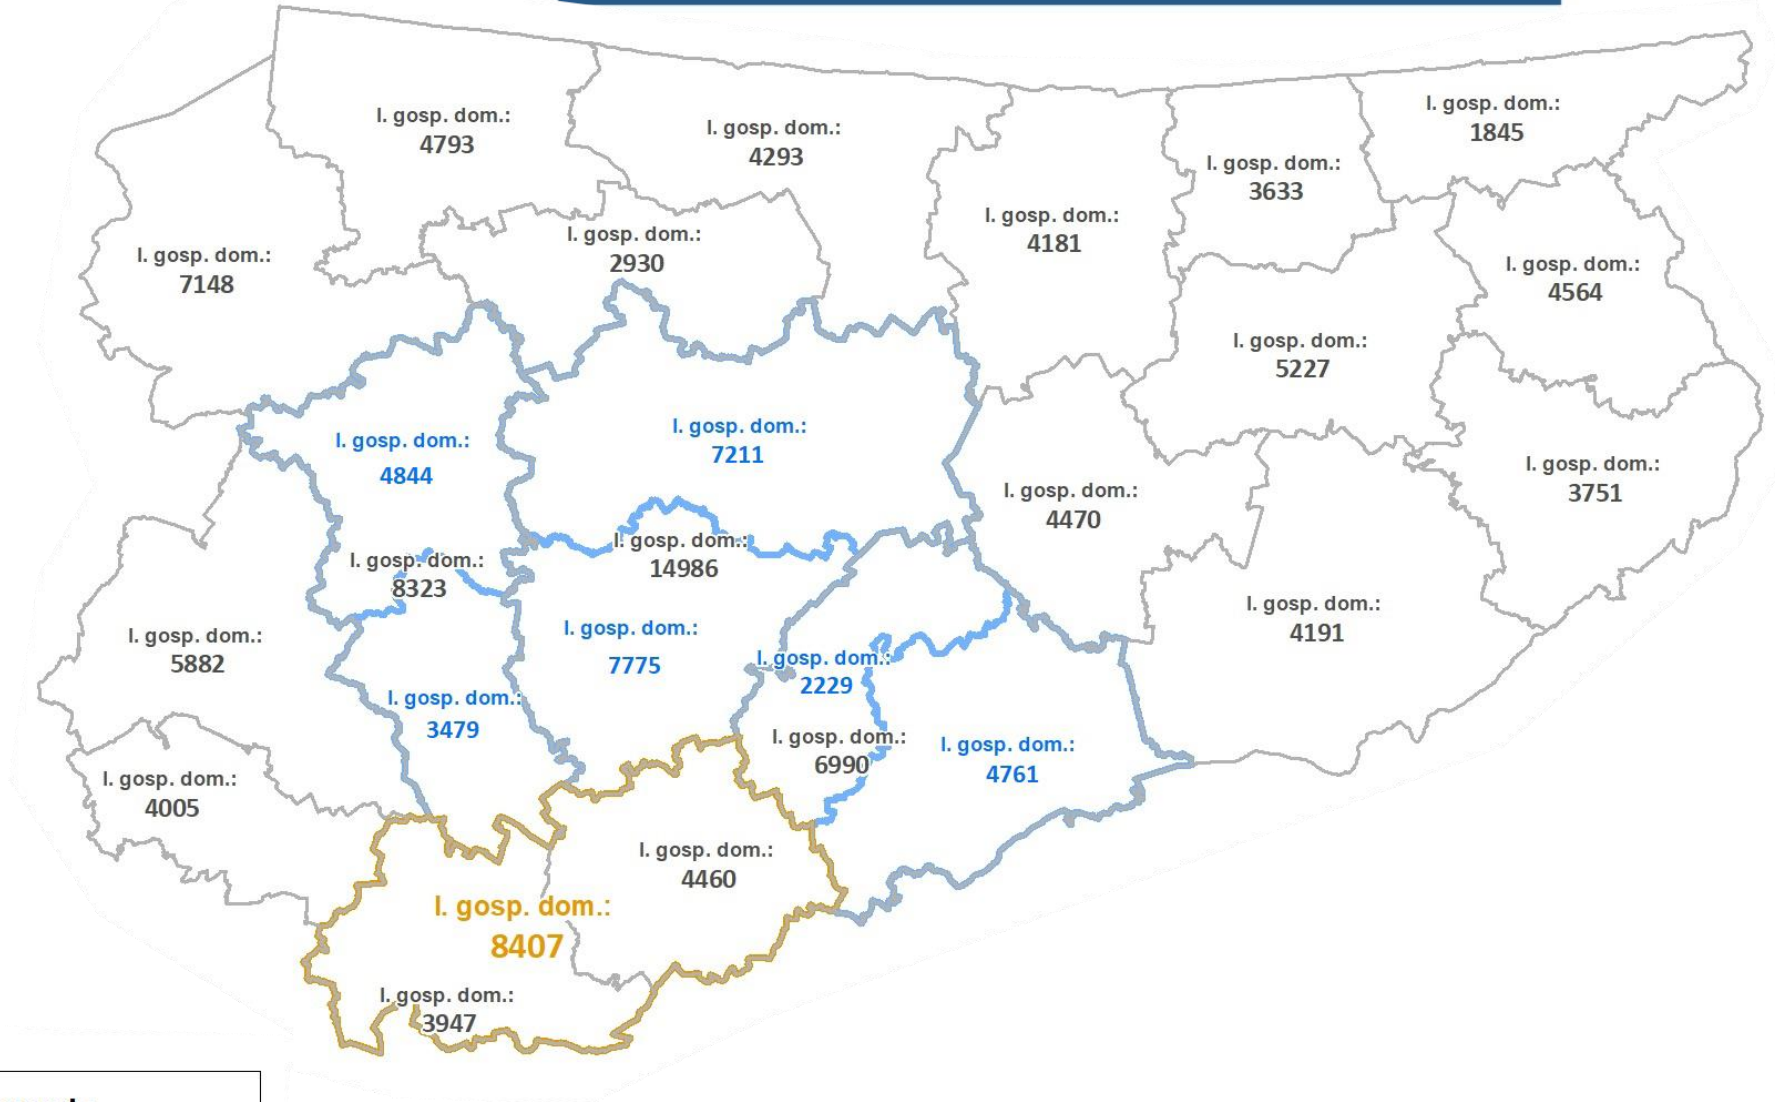 l. gosp. dom.:
1845
l. gosp. dom.:
4793
l. gosp. dom.:
4293
l. gosp. dom.:
3633
l. gosp. dom.:
4181
l. gosp. dom.:
2930
l. gosp. dom.:
7148
l. gosp. dom.:
4564
l. gosp. dom.:
5227
l. gosp. dom.:
7211
l. gosp. dom.:
4844
l. gosp. dom.:
3751
l. gosp. dom.:
4470
l. gosp. dom.:
14986
l. gosp. dom.:
8323
l. gosp. dom.:
4191
l. gosp. dom.:
7775
l. gosp. dom.:
5882
l. gosp. dom.:
2229
l. gosp. dom.:
3479
l. gosp. dom.:
6990
l. gosp. dom.:
4761
l. gosp. dom.:
4005
l. gosp. dom.:
4460
l. gosp. dom.:
8407
l. gosp. dom.:
3947